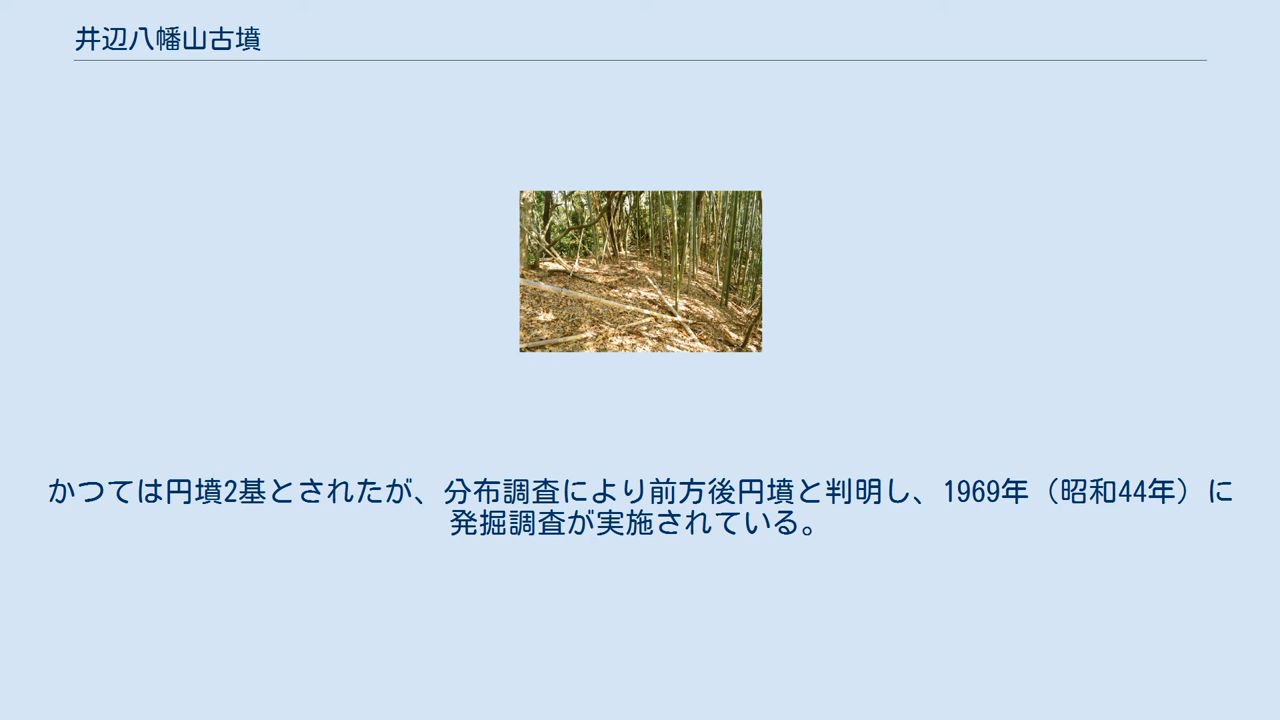 井辺八幡山古墳
かつては円墳2基とされたが、分布調査により前方後円墳と判明し、1969年（昭和44年）に
発掘調査が実施されている。